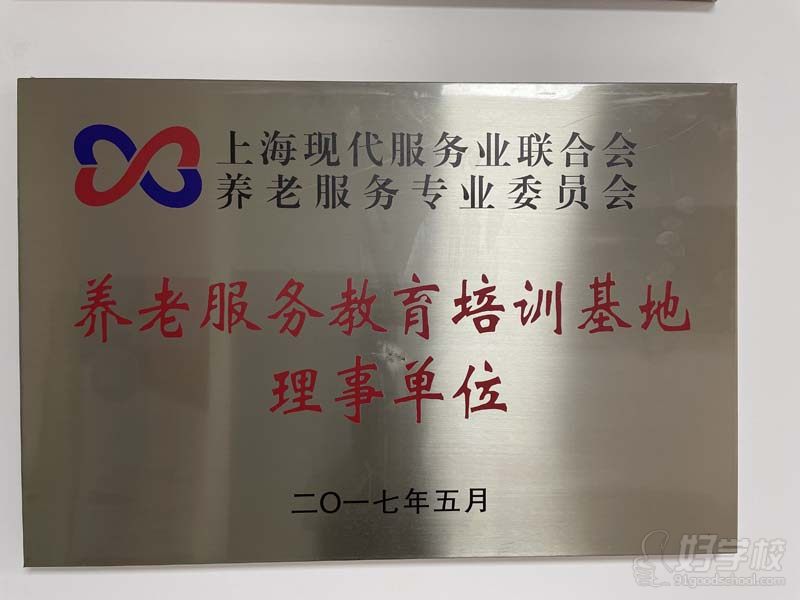 上海现代服务业联合会
养老服务专业委员会
养老服务教育培训基地
理事单位
二〇一七年五月
好学校
91goodschool.com